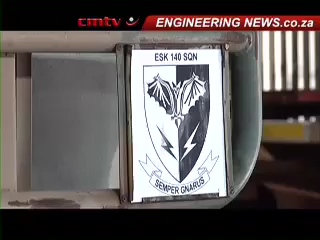 cmtv
ENGINEERING NEWS.co.za
ESK 140 SQN
SEMPER GNARUS